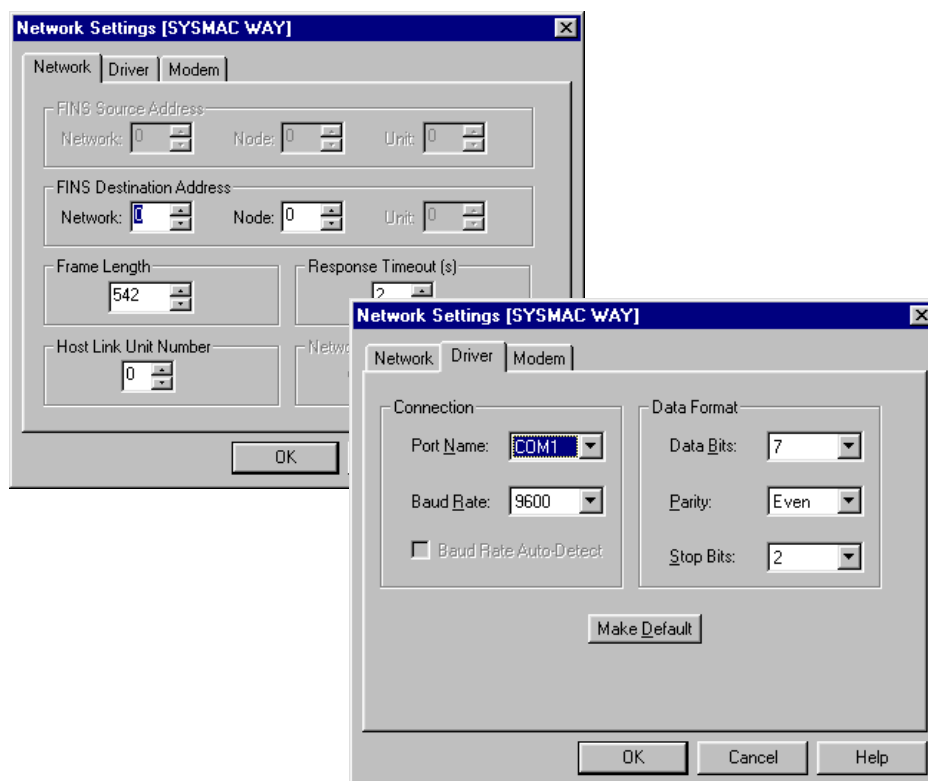 Network Settings [SYSMAC WAY]
Network Driver Modem
FINS Source Address
Network: 0 Node: 0 Unit: 0
FINS Destination Address
Network: 0 Node: 0 Unit: 0
Frame Length
542
Response Timeout (s)
2
Host Link Unit Number
0
OK
Network Settings [SYSMAC WAY]
Network Driver Modem
Connection
Port Name: COM1
Baud Rate: 9600
Baud Rate Auto-Detect
Data Format
Data Bits: 7
Parity: Even
Stop Bits: 2
Make Default
OK Cancel Help